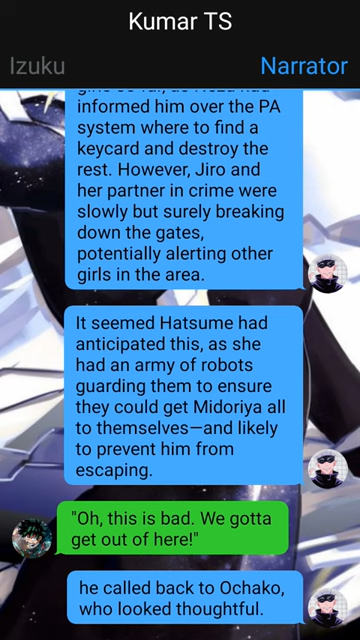 Kumar TS
Izuku
Narrator
informed him over the PA
system where to find a
keycard and destroy the
rest. However, Jiro and
her partner in crime were
slowly but surely breaking
down the gates,
potentially alerting other
girls in the area.
It seemed Hatsume had
anticipated this, as she
had an army of robots
guarding them to ensure
they could get Midoriya all
to themselves—and likely
to prevent him from
escaping.
"Oh, this is bad. We gotta
get out of here!"
he called back to Ochako,
who looked thoughtful.